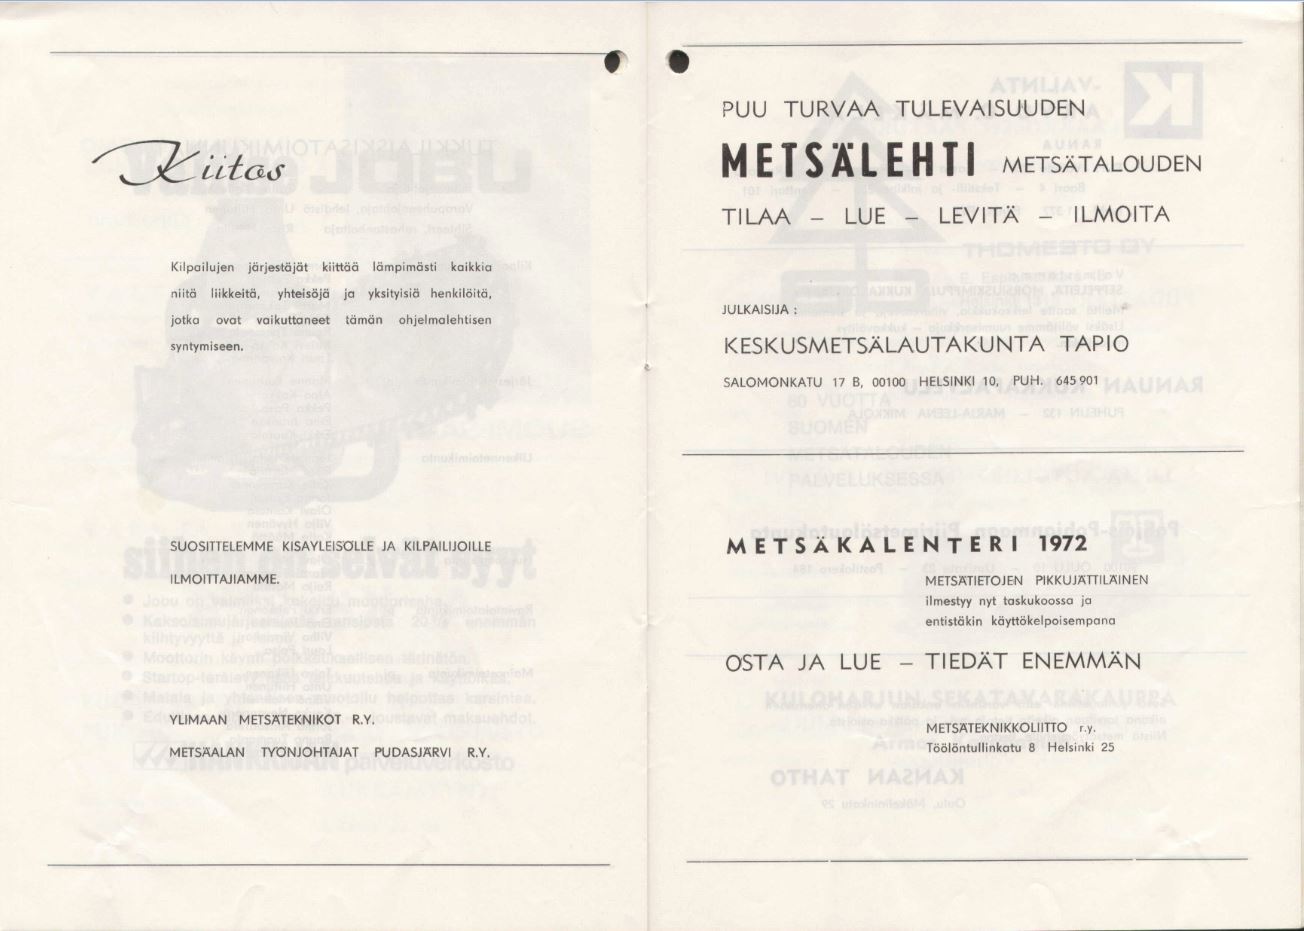 Kiitos
Kilpailujen järjestäjät kiittää lämpimästi kaikkia
niitä liikkeitä, yhteisöjä ja yksityisiä henkilöitä,
jotka ovat vaikuttaneet tämän ohjelmalehtisen
syntymiseen.
SUOSITTELEMME KISAYLEISÖLLE JA KILPAILIJOILLE
ILMOITTAJIAMME.
YLIMAAN METSÄTEKNIKOT R.Y.
METSÄALAN TYÖNJOHTAJAT PUDASJÄRVI R.Y.
PUU TURVAA TULEVAISUUDEN
METSÄLEHTI METSÄTALOUDEN
TILAA – LUE – LEVITÄ – ILMOITA
JULKAISIJA :
KESKUSMETSÄLAUTAKUNTA TAPIO
SALOMONKATU 17 B, 00100 HELSINKI 10, PUH. 645 901
METSÄKALENTERI 1972
METSÄTIETOJEN PIKKUJÄTTILÄINEN
ilmestyy nyt taskukoossa ja
entistäkin käyttökelpoisempana
OSTA JA LUE – TIEDÄT ENEMMÄN
METSÄTEKNIKKOLIITTO r.y.
Töölöntullinkatu 8 Helsinki 25